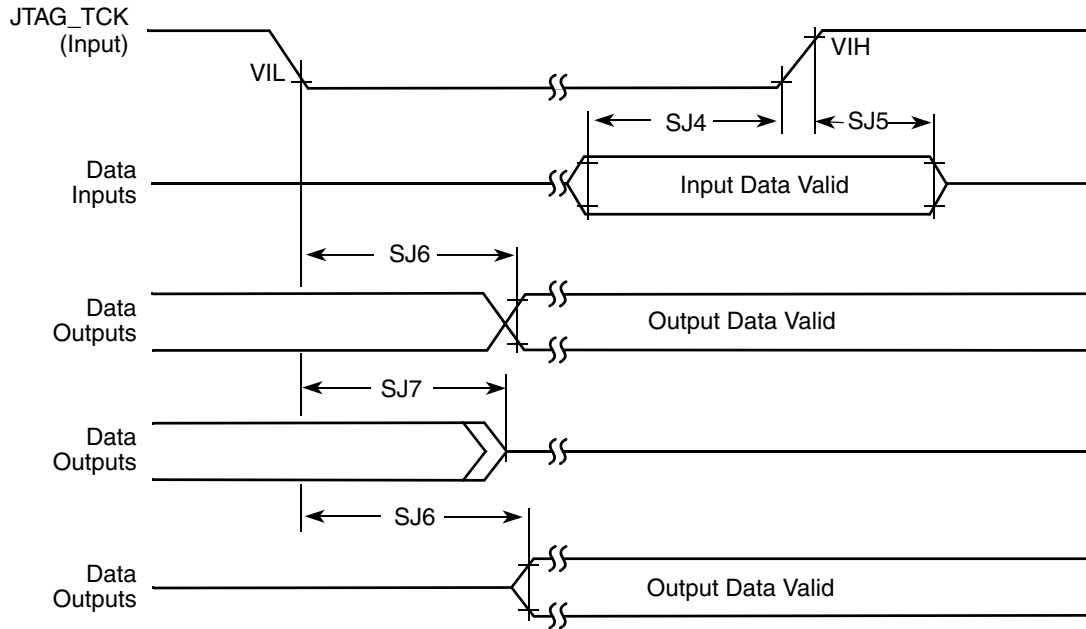 JTAG_TCK
(Input)
VIL
VIH
SJ4
SJ5
Data
Inputs
Input Data Valid
SJ6
Data
Outputs
Output Data Valid
SJ7
Data
Outputs
SJ6
Data
Outputs
Output Data Valid